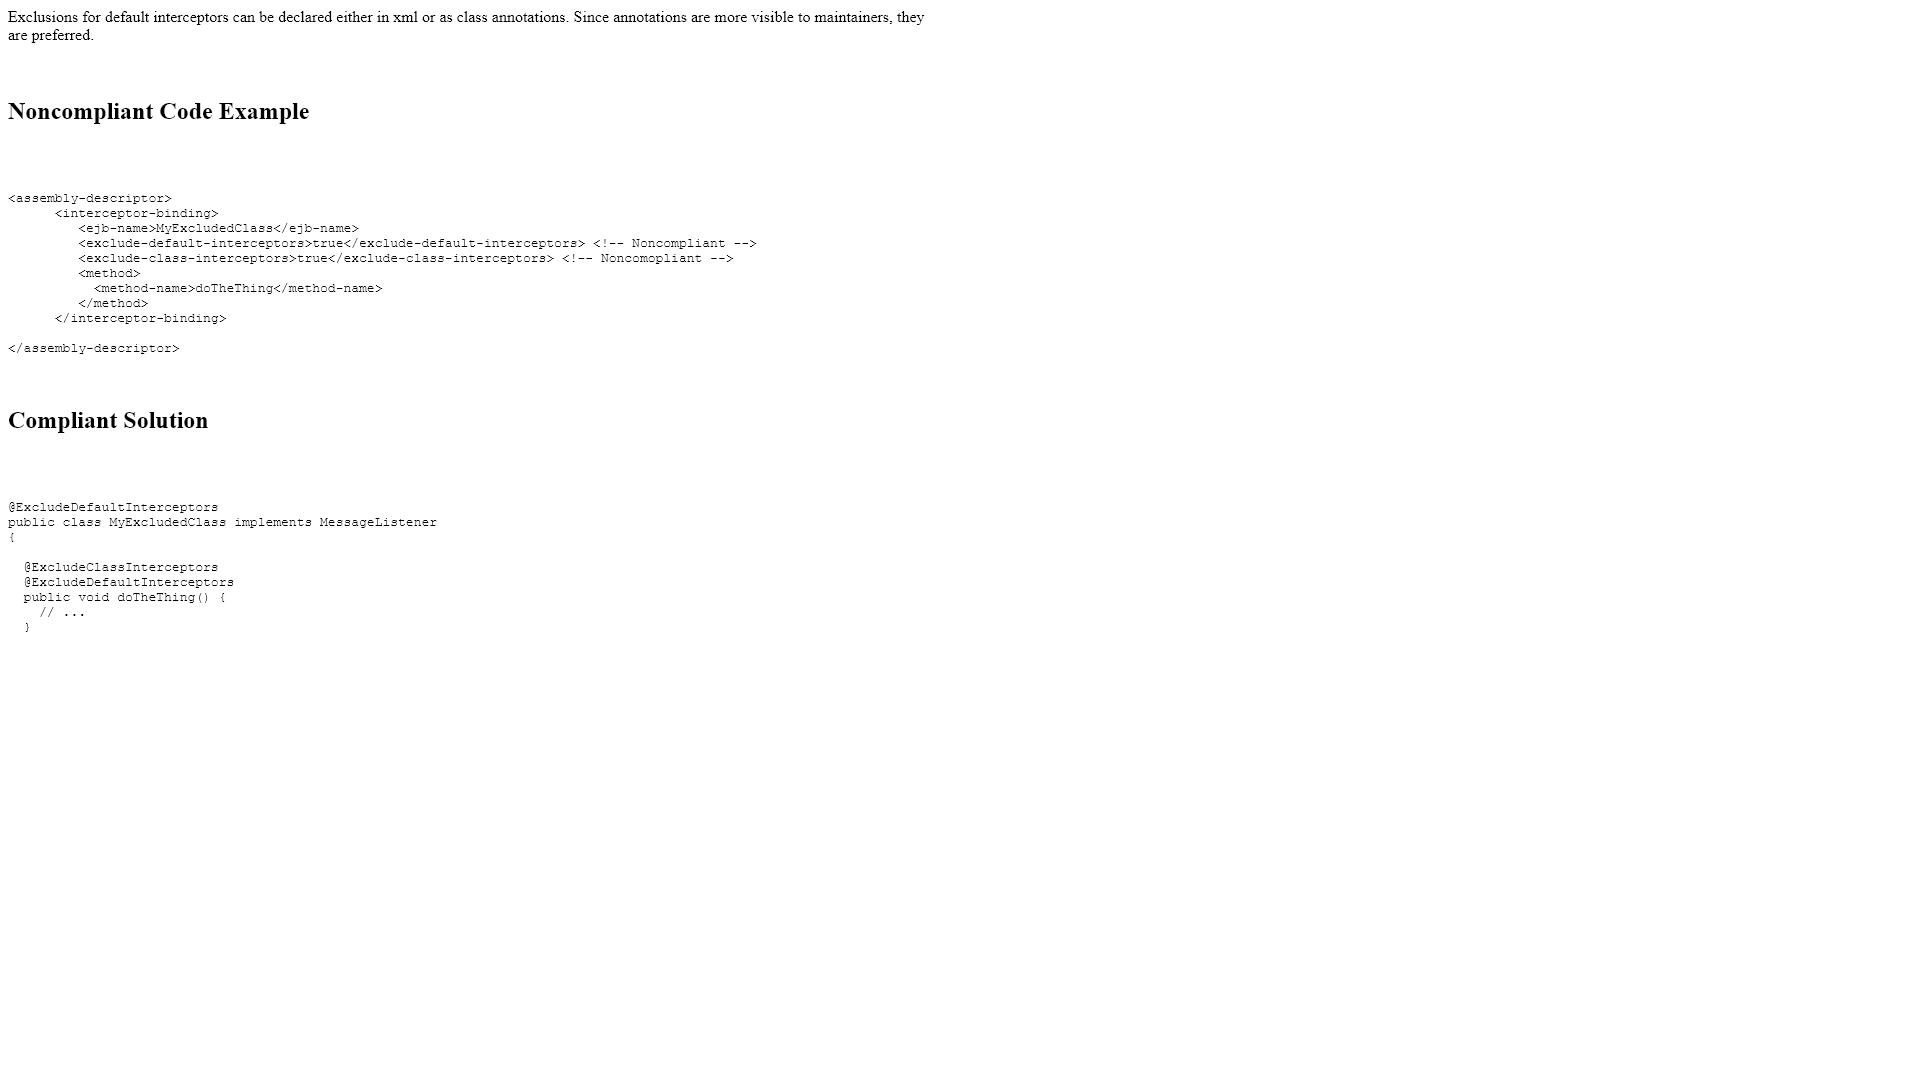 Exclusions for default interceptors can be declared either in xml or as class annotations. Since annotations are more visible to maintainers, they
are preferred.
Noncompliant Code Example
<assembly-descriptor>
      <interceptor-binding>
         <ejb-name>MyExcludedClass</ejb-name>
         <exclude-default-interceptors>true</exclude-default-interceptors> <!-- Noncompliant -->
         <exclude-class-interceptors>true</exclude-class-interceptors> <!-- Noncomopliant -->
         <method>
           <method-name>doTheThing</method-name>
         </method>
      </interceptor-binding>
</assembly-descriptor>
Compliant Solution
@ExcludeDefaultInterceptors
public class MyExcludedClass implements MessageListener
{
  @ExcludeClassInterceptors
  @ExcludeDefaultInterceptors
  public void doTheThing() {
    // ...
  }